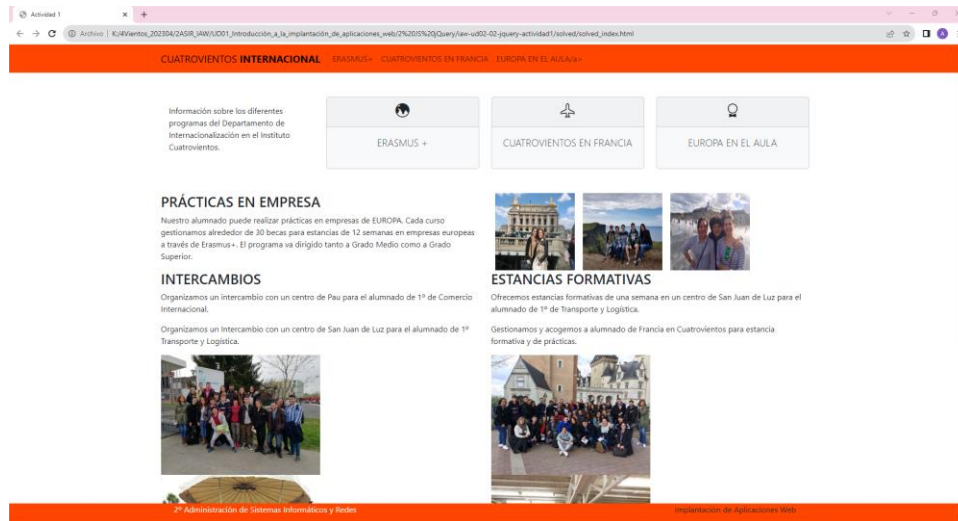 Actividad 1
Archivo | K:/4Vientos_202304/2ASIR_IAW/UD01_Introducción_a_la_implantación_de_aplicaciones_web/2%20JS%20jQuery/iaw-ud02-02-jquery-actividad1/solved/solved_index.html
CUATROVIENTOS INTERNACIONAL ERASMUS+ CUATROVIENTOS EN FRANCIA EUROPA EN EL AULA/a>
Información sobre los diferentes
programas del Departamento de
Internacionalización en el Instituto
Cuatrovientos.
ERASMUS +
CUATROVIENTOS EN FRANCIA
EUROPA EN EL AULA
PRÁCTICAS EN EMPRESA
Nuestro alumnado puede realizar prácticas en empresas de EUROPA. Cada curso
gestionamos alrededor de 30 becas para estancias de 12 semanas en empresas europeas
a través de Erasmus+. El programa va dirigido tanto a Grado Medio como a Grado
Superior.
INTERCAMBIOS
Organizamos un intercambio con un centro de Pau para el alumnado de 1º de Comercio
Internacional.
Organizamos un Intercambio con un centro de San Juan de Luz para el alumnado de 1º
Transporte y Logística.
ESTANCIAS FORMATIVAS
Ofrecemos estancias formativas de una semana en un centro de San Juan de Luz para el
alumnado de 1º de Transporte y Logística.
Gestionamos y acogemos a alumnado de Francia en Cuatrovientos para estancia
formativa y de prácticas.
2º Administración de Sistemas Informáticos y Redes
Implantación de Aplicaciones Web